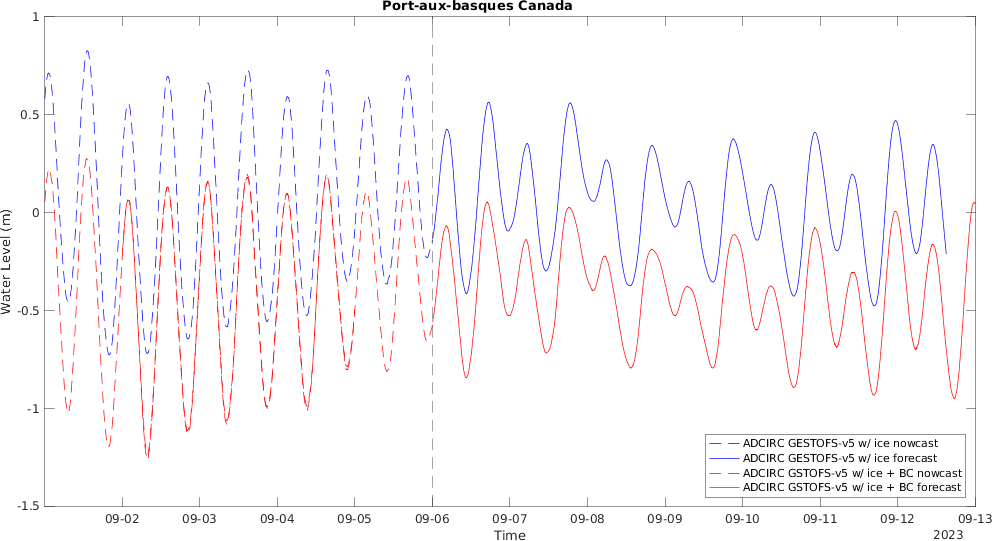 Port-aux-basques Canada
1
0.5
0
-0.5
-1
-1.5
Water Level (m)
09-02 09-03 09-04 09-05 09-06 09-07 09-08 09-09 09-10 09-11 09-12 09-13
Time
2023
ADCIRC GESTOFS-v5 w/ ice nowcast
ADCIRC GESTOFS-v5 w/ ice forecast
ADCIRC GSTOFS-v5 w/ ice + BC nowcast
ADCIRC GSTOFS-v5 w/ ice + BC forecast